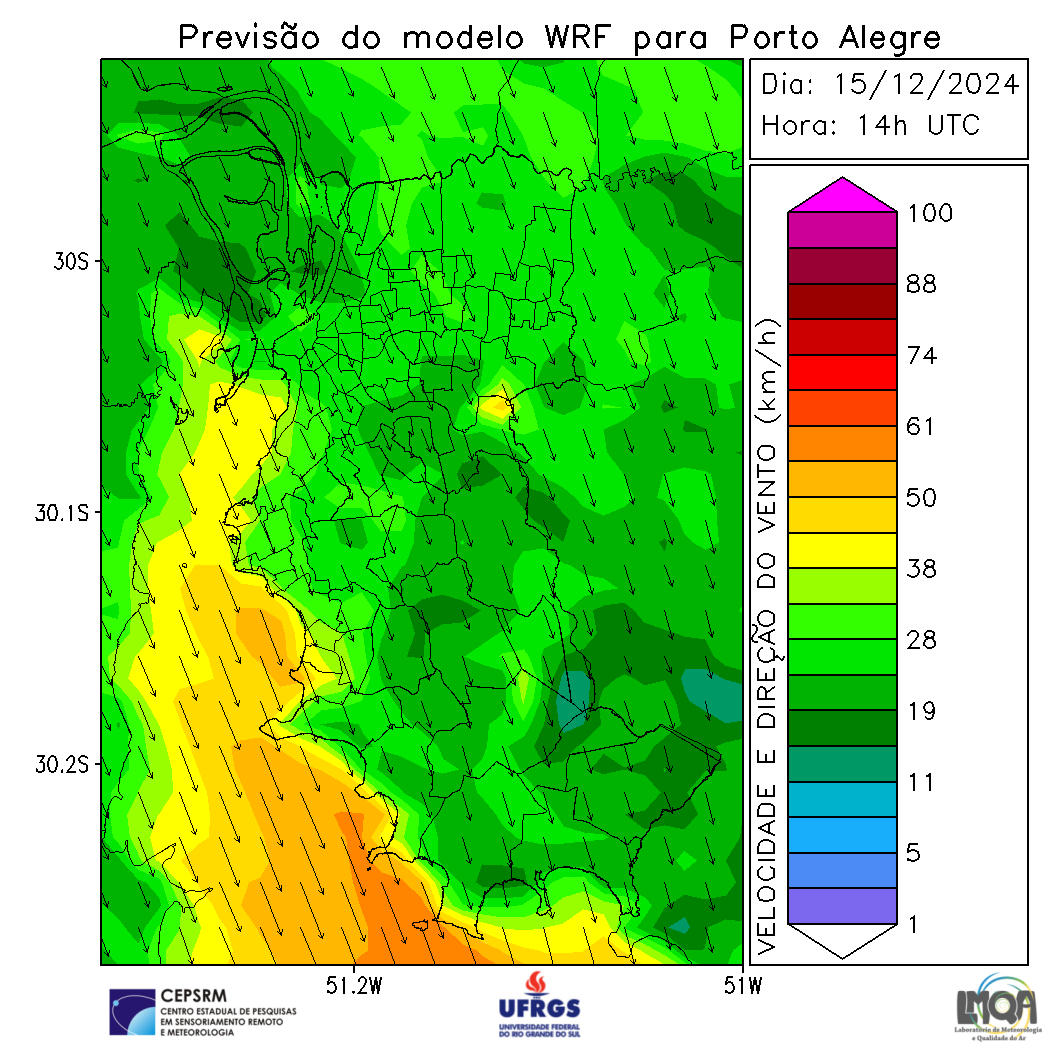 Previsão do modelo WRF para Porto Alegre
Dia: 15/12/2024
Hora: 14h UTC
30S
30.1S
30.2S
51.2W
51W
VELOCIDADE E DIREÇÃO DO VENTO (km/h)
100
88
74
61
50
38
28
19
11
5
1
CEPSRM
CENTRO ESTADUAL DE PESQUISAS
EM SENSORIAMENTO REMOTO
E METEOROLOGIA
UFRGS
UNIVERSIDADE FEDERAL
DO RIO GRANDE DO SUL
LMQA
Laboratório de Meteorologia
e Qualidade do Ar